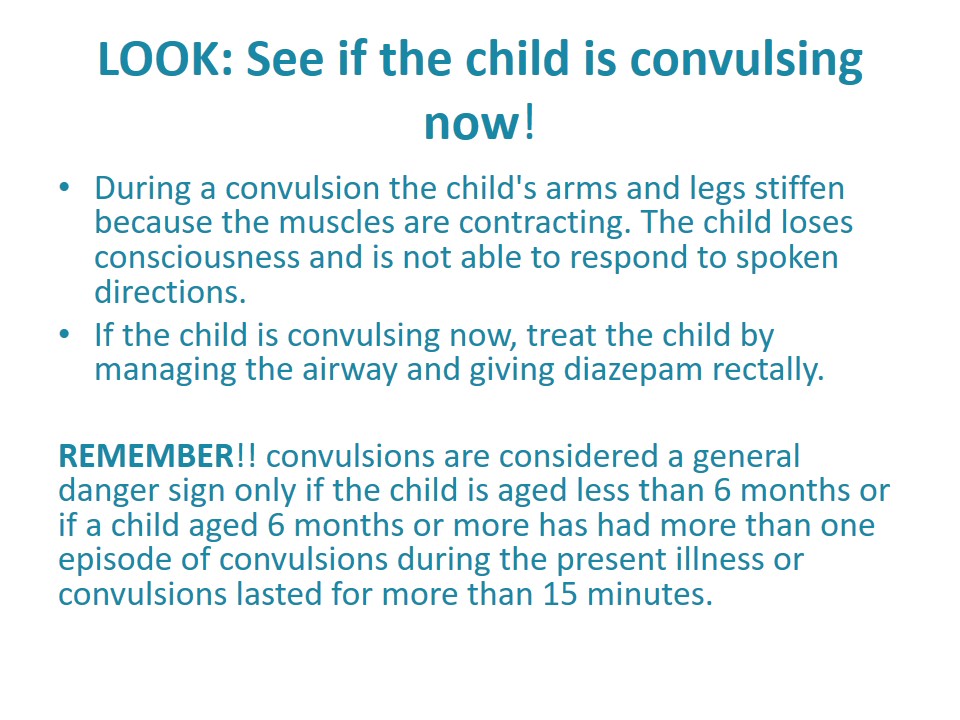 LOOK: See if the child is convulsing
now!
• During a convulsion the child's arms and legs stiffen
because the muscles are contracting. The child loses
consciousness and is not able to respond to spoken
directions.
• If the child is convulsing now, treat the child by
managing the airway and giving diazepam rectally.
REMEMBER!! convulsions are considered a general
danger sign only if the child is aged less than 6 months or
if a child aged 6 months or more has had more than one
episode of convulsions during the present illness or
convulsions lasted for more than 15 minutes.